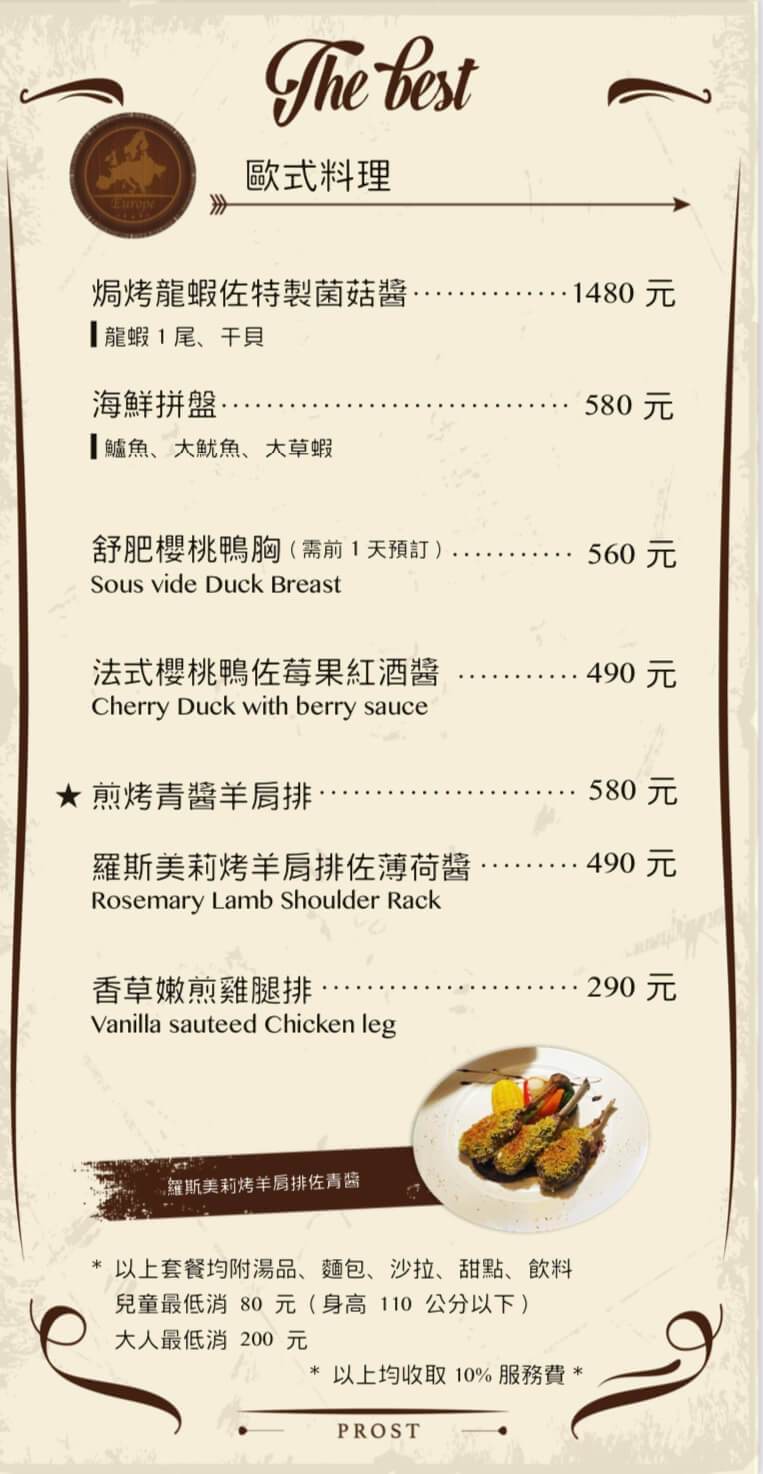 The best
Europe
歐式料理
焗烤龍蝦佐特製菌菇醬··············1480 元
龍蝦 1 尾、干貝
海鮮拼盤································ 580 元
鱸魚、大魷魚、大草蝦
舒肥櫻桃鴨胸（需前 1 天預訂）··········· 560 元
Sous vide Duck Breast
法式櫻桃鴨佐莓果紅酒醬 ··········· 490 元
Cherry Duck with berry sauce
★ 煎烤青醬羊肩排······················· 580 元
羅斯美莉烤羊肩排佐薄荷醬 ········· 490 元
Rosemary Lamb Shoulder Rack
香草嫩煎雞腿排 ······················· 290 元
Vanilla sauteed Chicken leg
羅斯美莉烤羊肩排佐青醬
* 以上套餐均附湯品、麵包、沙拉、甜點、飲料
兒童最低消 80 元（身高 110 公分以下）
大人最低消 200 元
* 以上均收取 10% 服務費 *
PROST